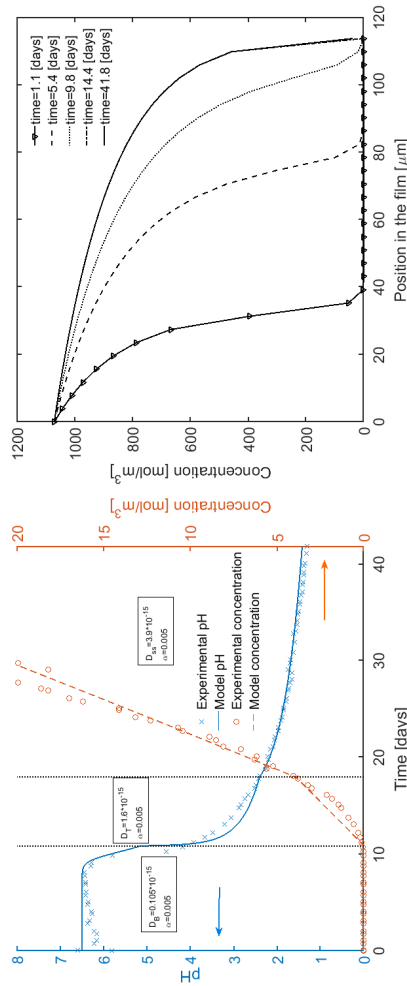 8
7
6
5
4
3
2
1
0
pH
0
10
20
30
40
Time [days]
20
15
10
5
0
Concentration [mol/m³]
D_B=0.105*10⁻¹⁵
α=0.005
D_T=1.6*10⁻¹⁵
α=0.005
D_ss=3.9*10⁻¹⁵
α=0.005
Experimental pH
Model pH
Experimental concentration
Model concentration
1200
1000
800
600
400
200
0
Concentration [mol/m³]
0
20
40
60
80
100
120
Position in the film [μm]
time=1.1 [days]
time=5.4 [days]
time=9.8 [days]
time=14.4 [days]
time=41.8 [days]